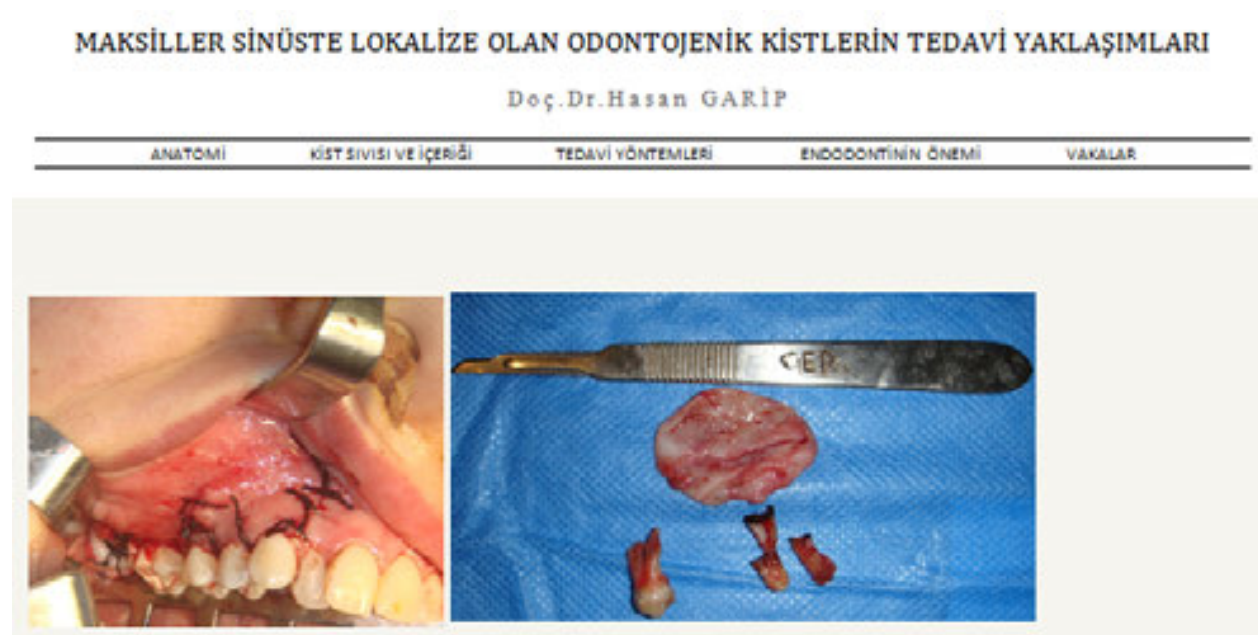 MAKSİLLER SİNÜSTE LOKALİZE OLAN ODONTOJENİK KİSTLERİN TEDAVİ YAKLAŞIMLARI
Doç.Dr.Hasan GARİP
ANATOMİ KİST SIVISI VE İÇERİĞİ TEDAVİ YÖNTEMLERİ ENDODONTİNİN ÖNEMİ VAKALAR